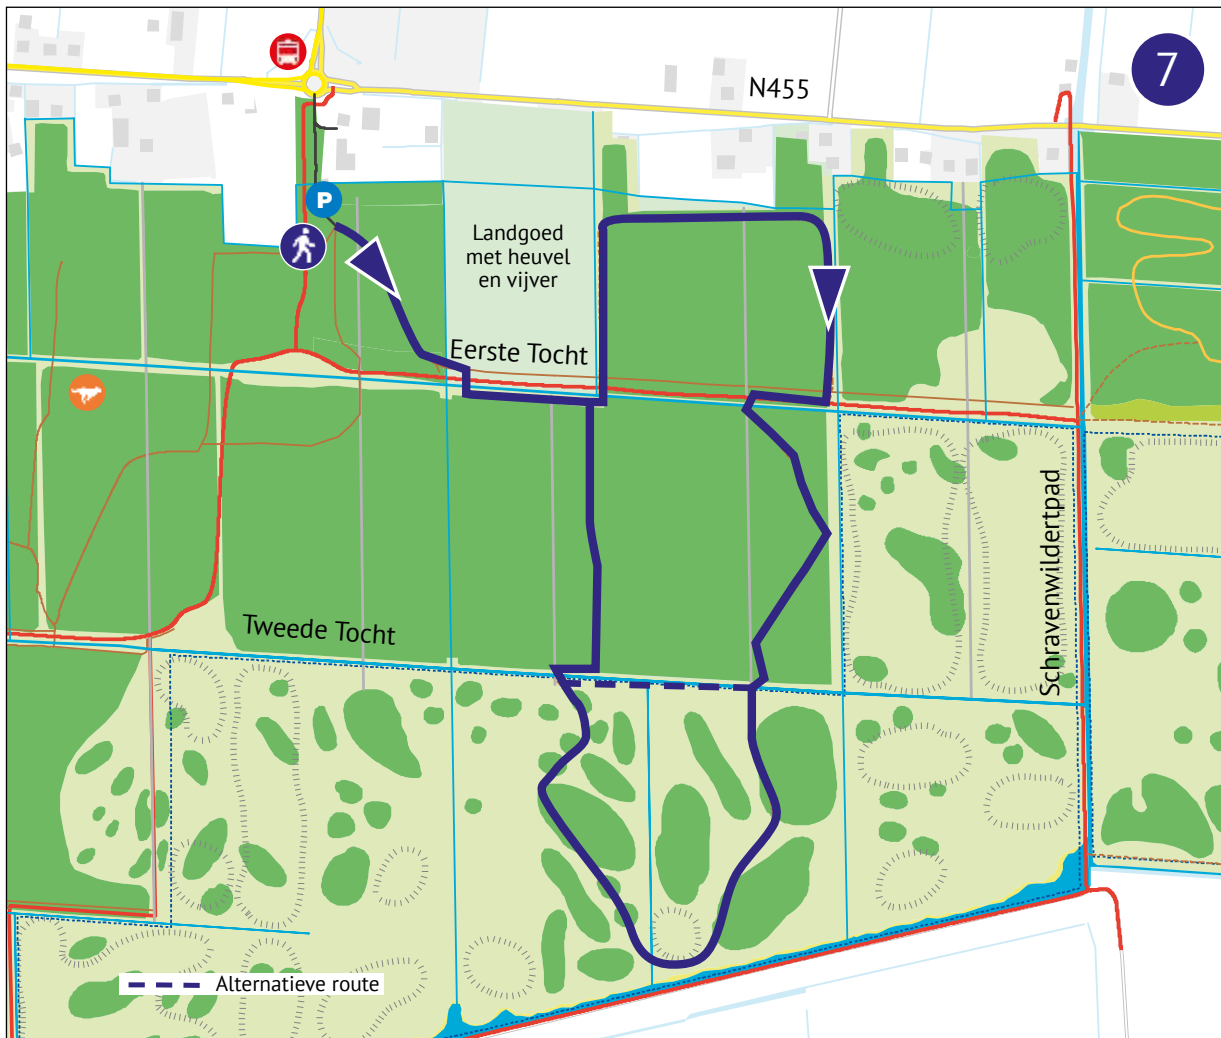 7
N455
P
Landgoed
met heuvel
en vijver
Eerste Tocht
Schravenwildertpad
Tweede Tocht
Alternatieve route